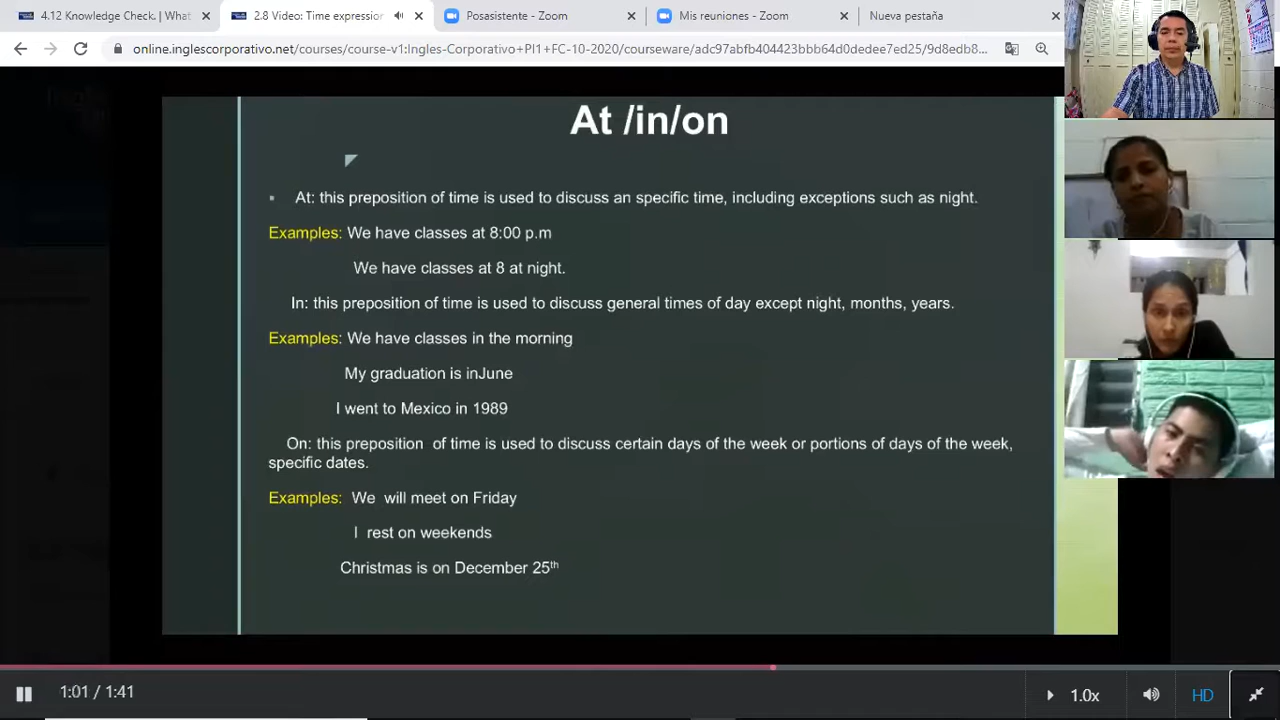 4.12 Knowledge Check. | What
2.8 Video: Time expression
josasistente - Zoom
Mis reuniones - Zoom
Nueva pestaña
online.inglescorporativo.net/courses/course-v1:Ingles-Corporativo+PI1+FC-10-2020/courseware/adc97abfb404423bbb64d0dedee7ed25/9d8edb8...
At /in/on
At: this preposition of time is used to discuss an specific time, including exceptions such as night.
Examples: We have classes at 8:00 p.m
We have classes at 8 at night.
In: this preposition of time is used to discuss general times of day except night, months, years.
Examples: We have classes in the morning
My graduation is inJune
I went to Mexico in 1989
On: this preposition of time is used to discuss certain days of the week or portions of days of the week,
specific dates.
Examples: We will meet on Friday
I rest on weekends
Christmas is on December 25th
1:01 / 1:41
1.0x
HD